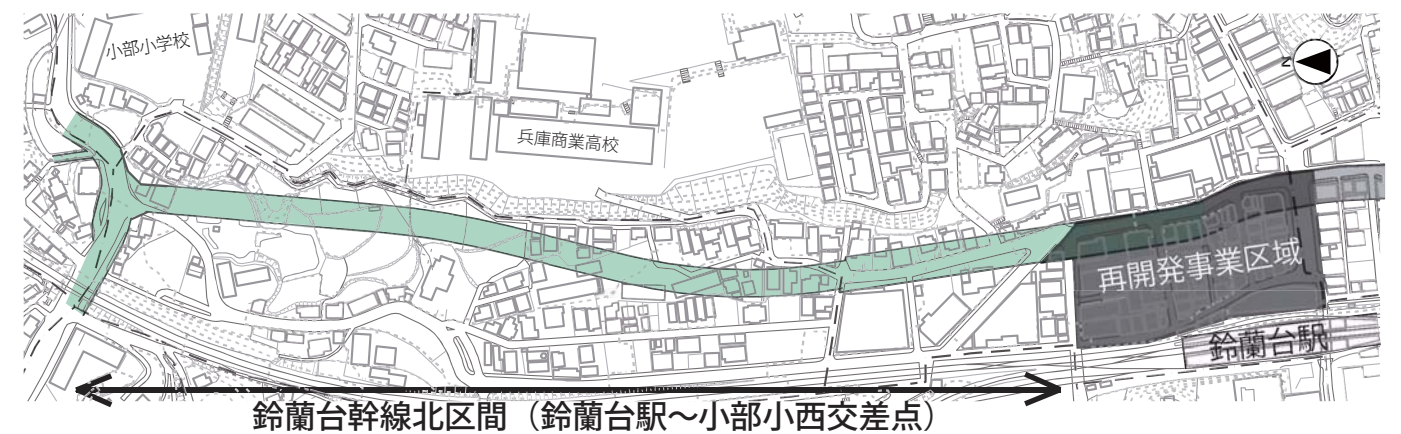 小部小学校
兵庫商業高校
Z
再開発事業区域
鈴蘭台駅
鈴蘭台幹線北区間（鈴蘭台駅～小部小西交差点）